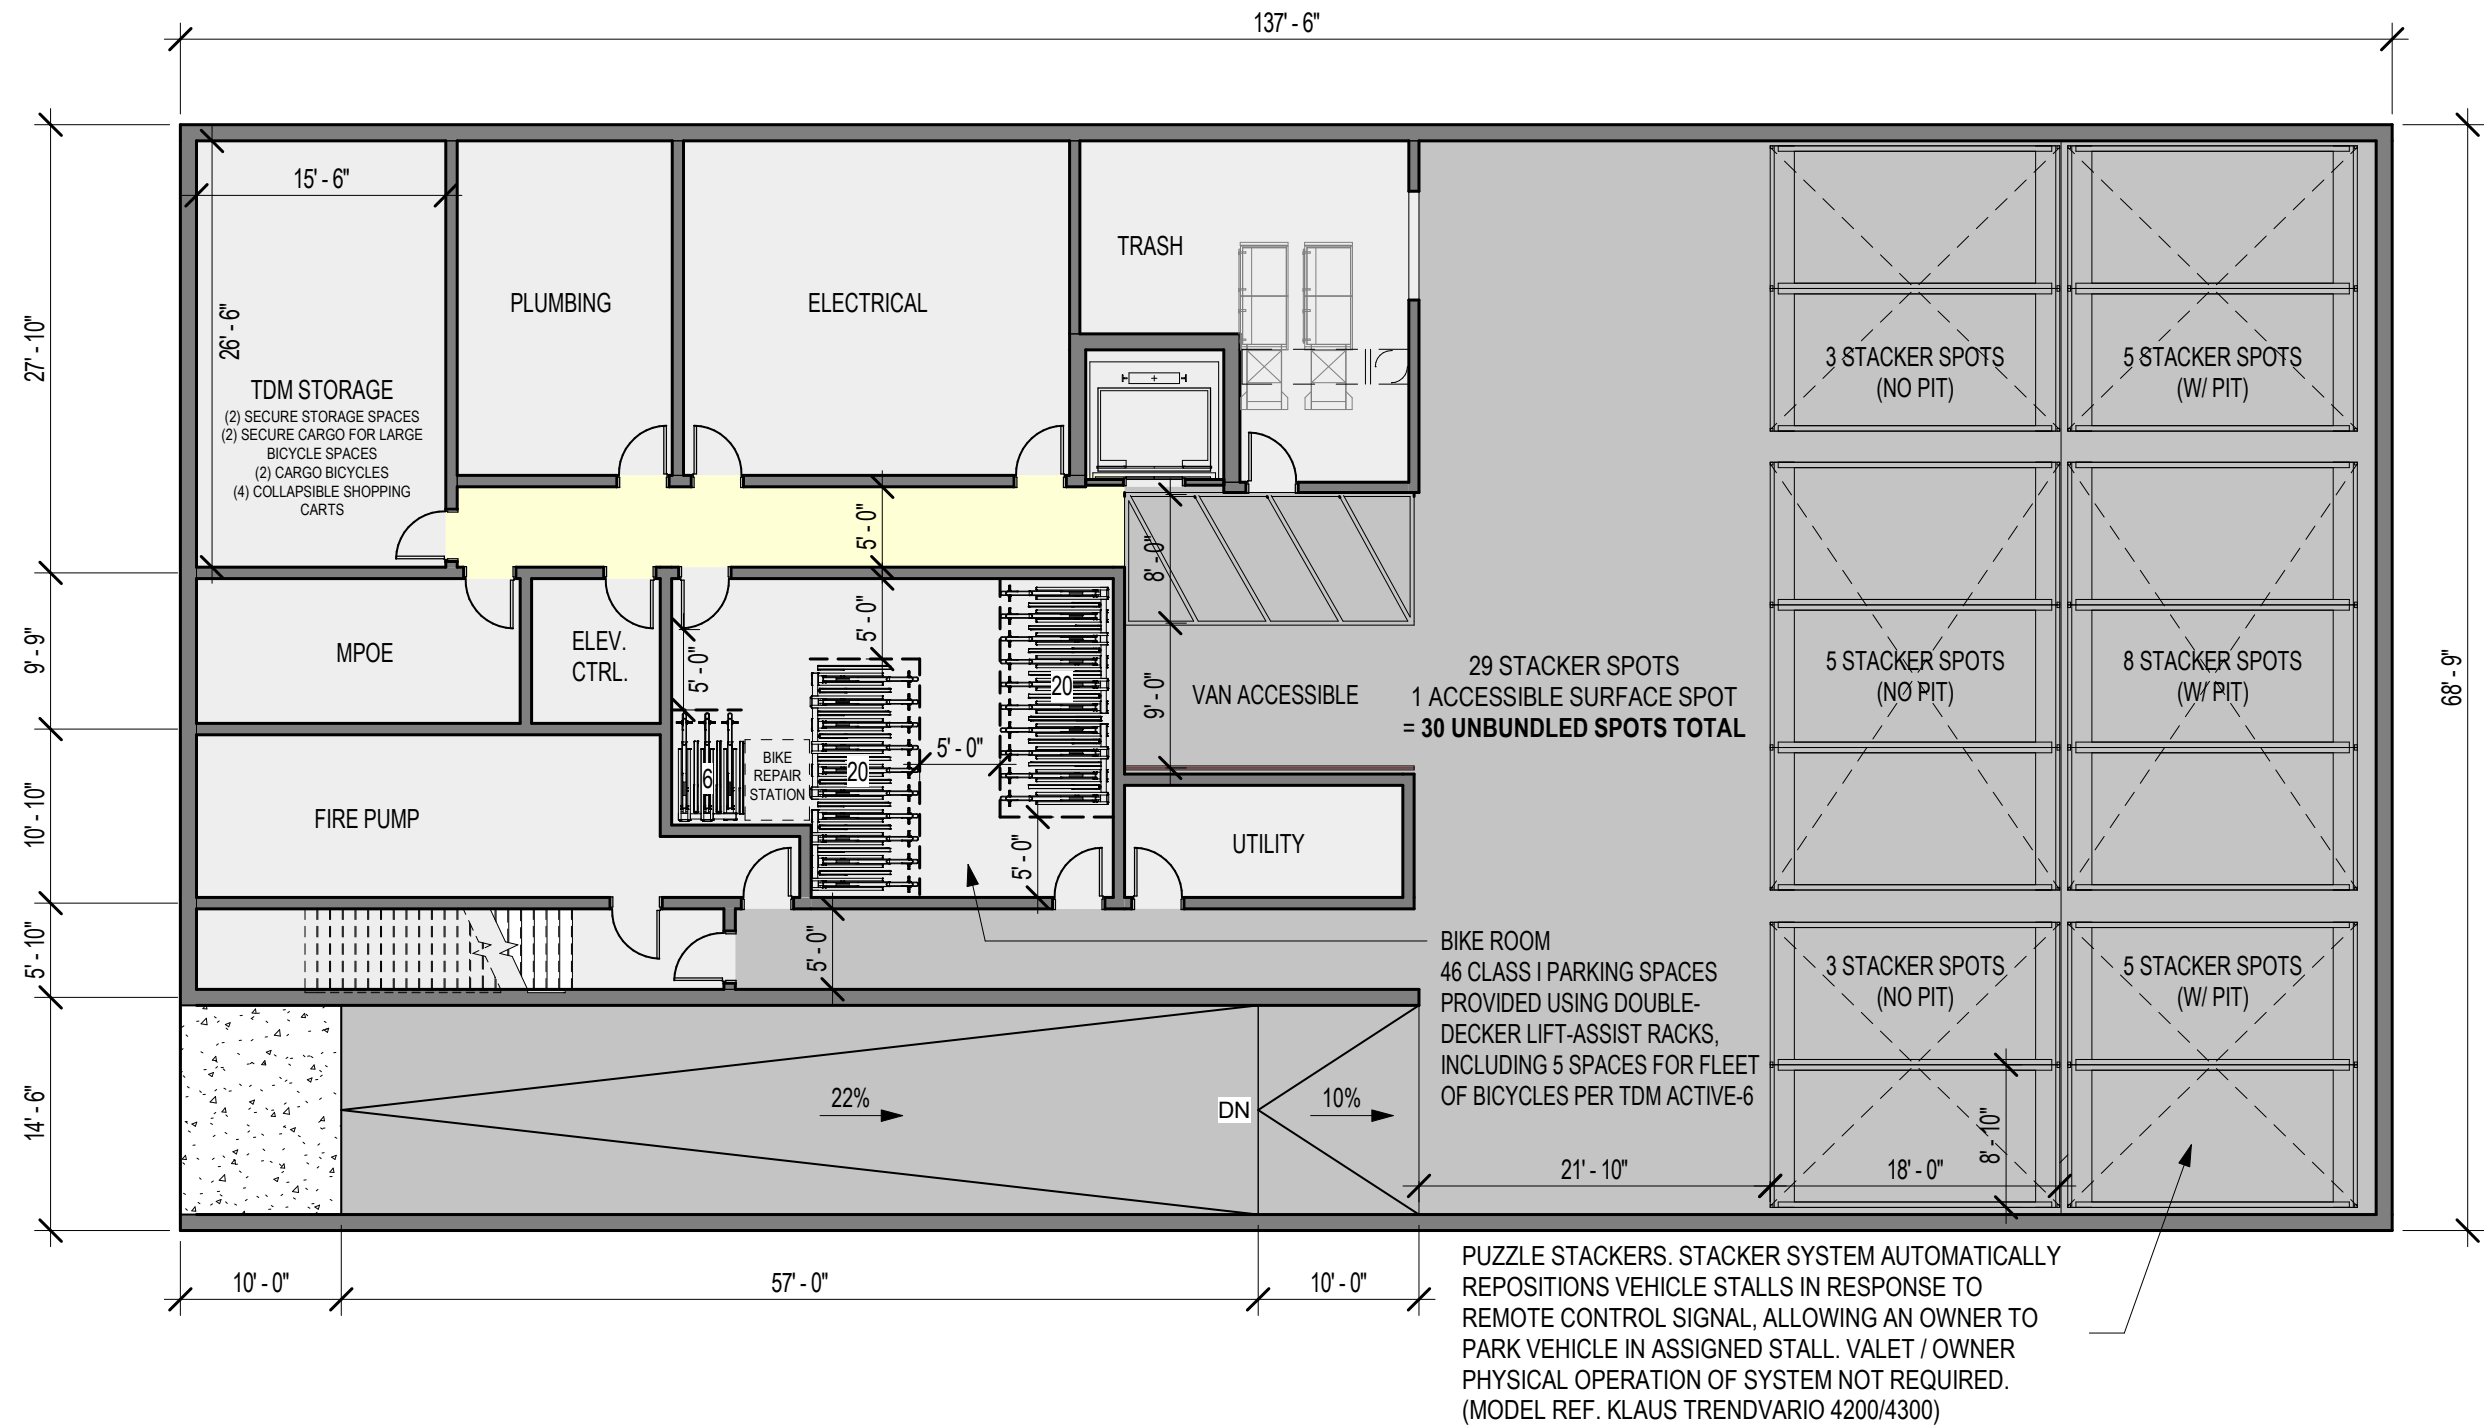 137' - 6"
15' - 6"
26' - 6"
27' - 10"
TDM STORAGE
(2) SECURE STORAGE SPACES
(2) SECURE CARGO FOR LARGE
BICYCLE SPACES
(2) CARGO BICYCLES
(4) COLLAPSIBLE SHOPPING
CARTS
PLUMBING
ELECTRICAL
TRASH
3 STACKER SPOTS
(NO PIT)
5 STACKER SPOTS
(W/ PIT)
5' - 0"
8' - 0"
9' - 9"
MPOE
ELEV.
CTRL.
5' - 0"
5' - 0"
20
9' - 0"
VAN ACCESSIBLE
29 STACKER SPOTS
1 ACCESSIBLE SURFACE SPOT
= 30 UNBUNDLED SPOTS TOTAL
5 STACKER SPOTS
(NO PIT)
8 STACKER SPOTS
(W/ PIT)
68' - 9"
10' - 10"
FIRE PUMP
6
BIKE
REPAIR
STATION
20
5' - 0"
5' - 0"
UTILITY
5' - 10"
5' - 0"
BIKE ROOM
46 CLASS I PARKING SPACES
PROVIDED USING DOUBLE-
DECKER LIFT-ASSIST RACKS,
INCLUDING 5 SPACES FOR FLEET
OF BICYCLES PER TDM ACTIVE-6
3 STACKER SPOTS
(NO PIT)
5 STACKER SPOTS
(W/ PIT)
14' - 6"
22%
DN
10%
21' - 10"
18' - 0"
8' - 10"
10' - 0"
57' - 0"
10' - 0"
PUZZLE STACKERS. STACKER SYSTEM AUTOMATICALLY
REPOSITIONS VEHICLE STALLS IN RESPONSE TO
REMOTE CONTROL SIGNAL, ALLOWING AN OWNER TO
PARK VEHICLE IN ASSIGNED STALL. VALET / OWNER
PHYSICAL OPERATION OF SYSTEM NOT REQUIRED.
(MODEL REF. KLAUS TRENDVARIO 4200/4300)